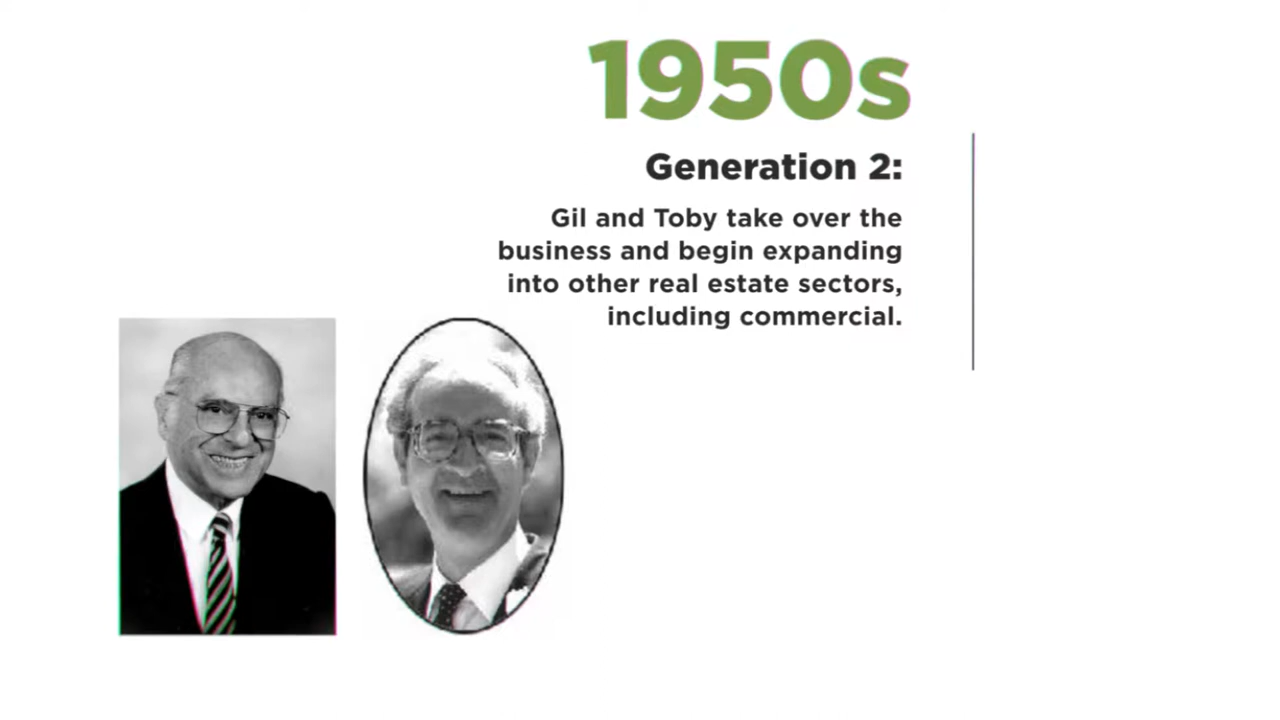 1950s
Generation 2:
Gil and Toby take over the
business and begin expanding
into other real estate sectors,
including commercial.